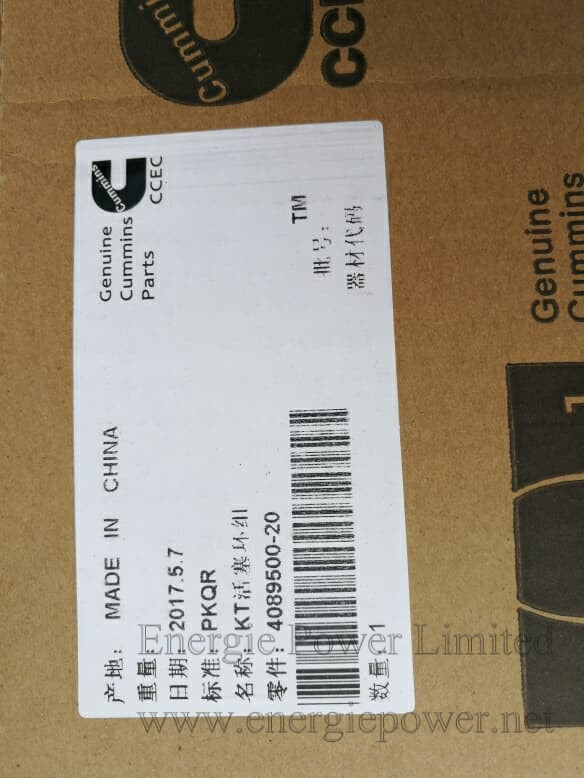 Cummins
CCE
Cummins
CCEC
Genuine
Cummins
Parts
产地: MADE IN CHINA
重量:
日期: 2017.5.7
标准: PKQR
名称: KT活塞环组
零件: 4089500-20
数量: 1
TM
批号:
器材代码
Genuine
Cummins
1
Energie Power Limited
www.energiepower.net